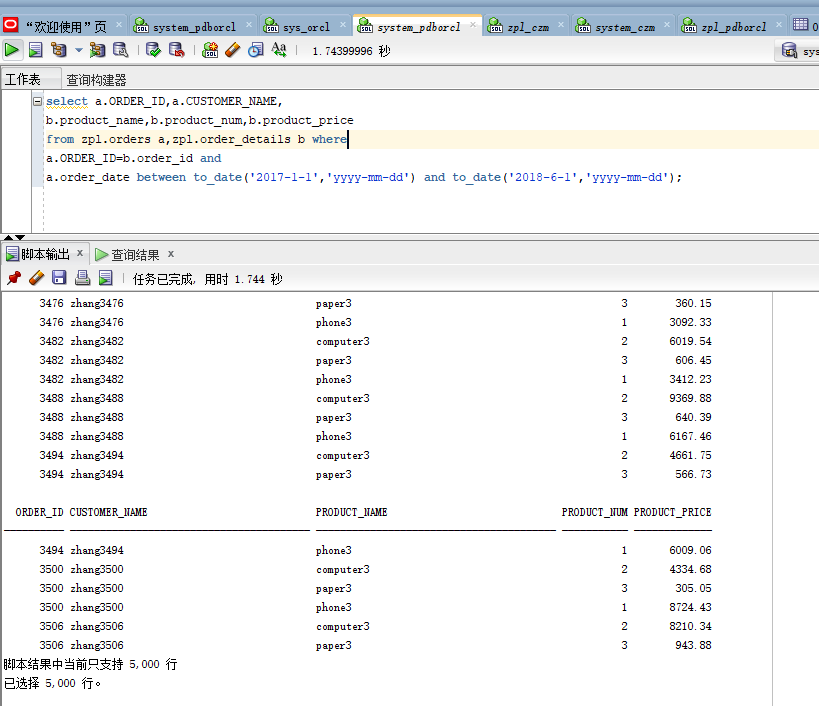 “欢迎使用”页 × system_pdborcl × sys_orcl × system_pdborcl × zpl_czm × system_czm × zpl_pdborcl ×
SQL Aa 1.74399996 秒 sys
工作表 查询构建器
select a.ORDER_ID,a.CUSTOMER_NAME,
b.product_name,b.product_num,b.product_price
from zpl.orders a,zpl.order_details b where
a.ORDER_ID=b.order_id and
a.order_date between to_date('2017-1-1','yyyy-mm-dd') and to_date('2018-6-1','yyyy-mm-dd');
脚本输出 × 查询结果 ×
任务已完成, 用时 1.744 秒
3476 zhang3476 paper3 3 360.15
3476 zhang3476 phone3 1 3092.33
3482 zhang3482 computer3 2 6019.54
3482 zhang3482 paper3 3 606.45
3482 zhang3482 phone3 1 3412.23
3488 zhang3488 computer3 2 9369.88
3488 zhang3488 paper3 3 640.39
3488 zhang3488 phone3 1 6167.46
3494 zhang3494 computer3 2 4661.75
3494 zhang3494 paper3 3 566.73
ORDER_ID CUSTOMER_NAME PRODUCT_NAME PRODUCT_NUM PRODUCT_PRICE
3494 zhang3494 phone3 1 6009.06
3500 zhang3500 computer3 2 4334.68
3500 zhang3500 paper3 3 305.05
3500 zhang3500 phone3 1 8724.43
3506 zhang3506 computer3 2 8210.34
3506 zhang3506 paper3 3 943.88
脚本结果中当前只支持 5,000 行
已选择 5,000 行。